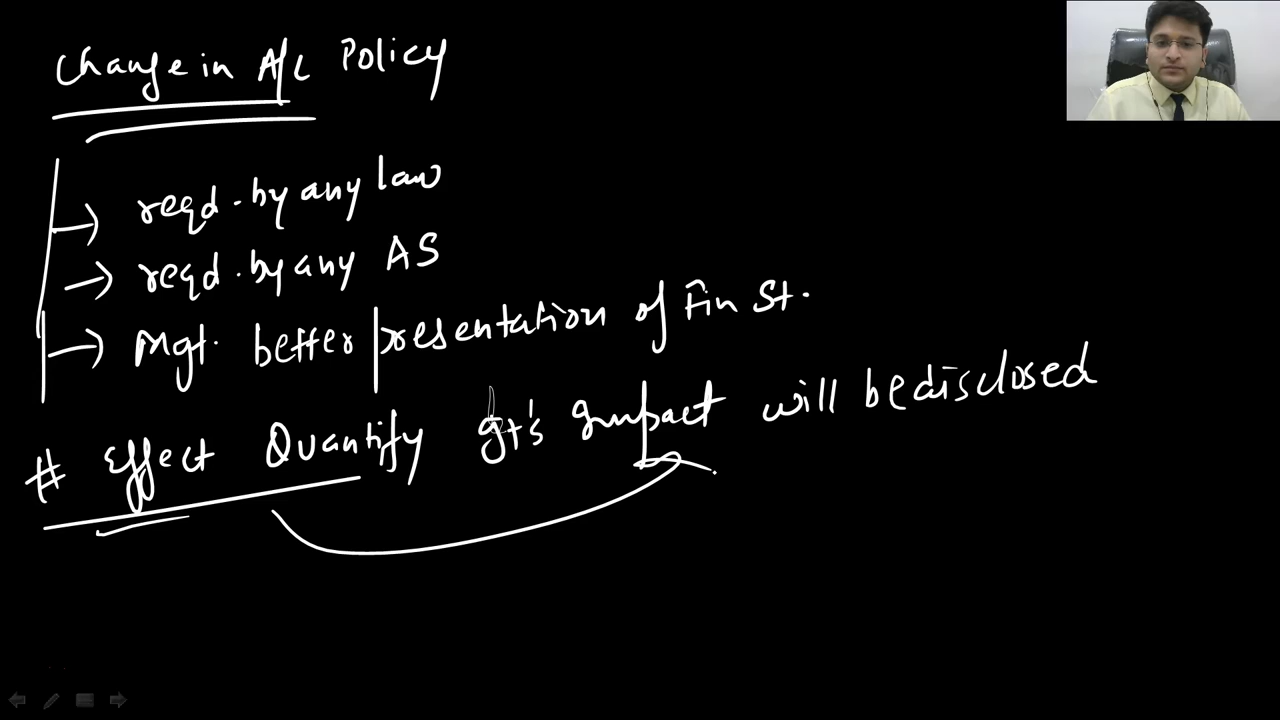 Change in A/c Policy
reqd. by any law
reqd. by any AS
Mgt. better presentation of Fin St.
# Effect Quantify It's Impact will be disclosed